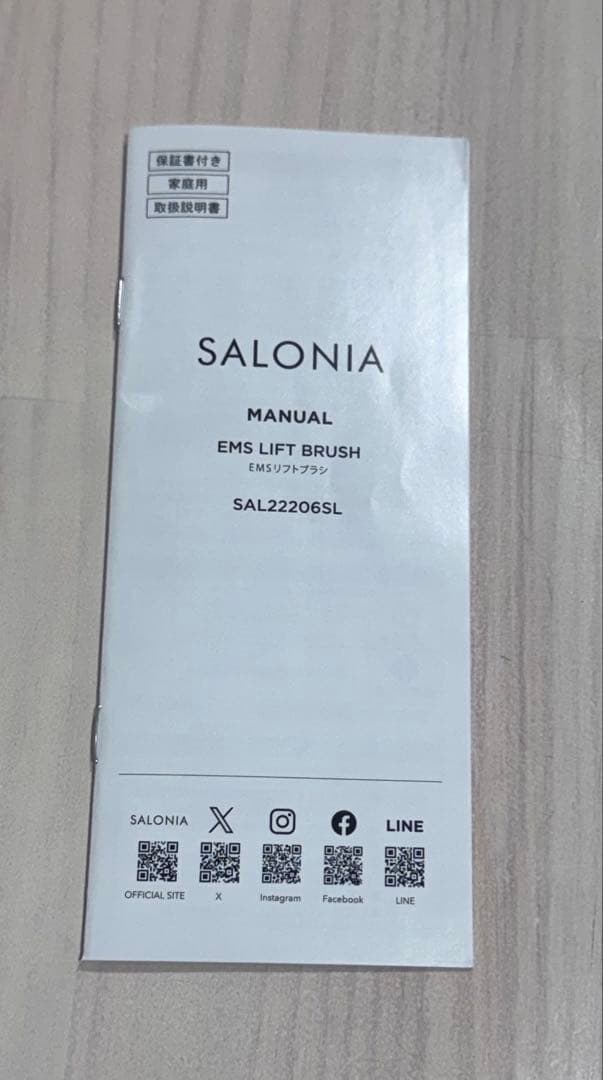 保証書付き
家庭用
取扱説明書
SALONIA
MANUAL
EMS LIFT BRUSH
EMSリフトブラシ
SAL22206SL
SALONIA X LINE
OFFICIAL SITE X Instagram Facebook LINE